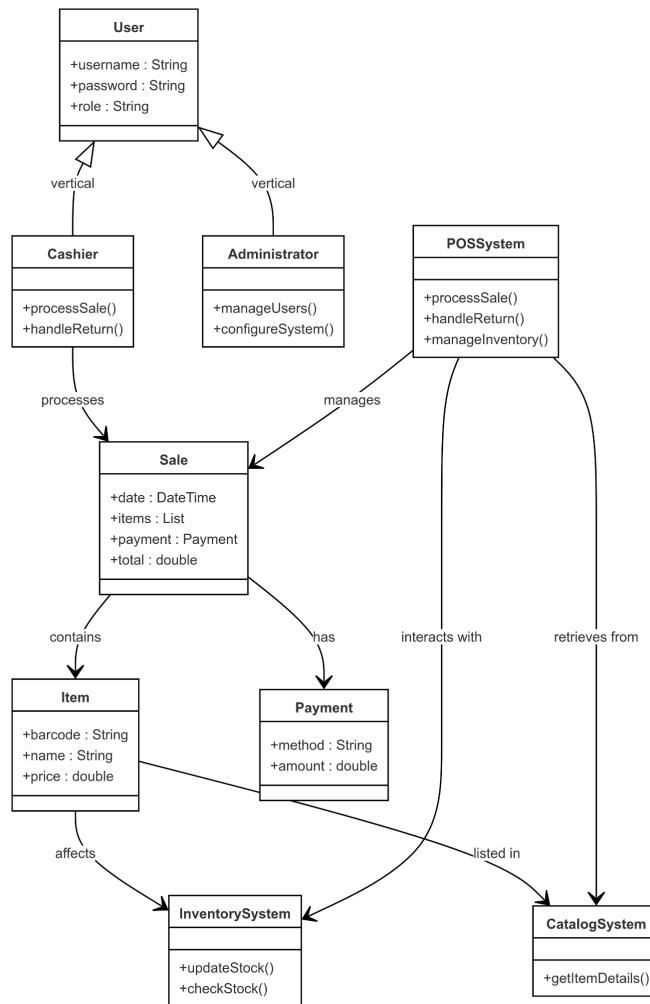 User
+username : String
+password : String
+role : String
vertical
vertical
Cashier
+processSale()
+handleReturn()
Administrator
+manageUsers()
+configureSystem()
POSSystem
+processSale()
+handleReturn()
+manageInventory()
processes
manages
Sale
+date : DateTime
+items : List
+payment : Payment
+total : double
contains
has
interacts with
retrieves from
Item
+barcode : String
+name : String
+price : double
Payment
+method : String
+amount : double
affects
listed in
InventorySystem
+updateStock()
+checkStock()
CatalogSystem
+getItemDetails()